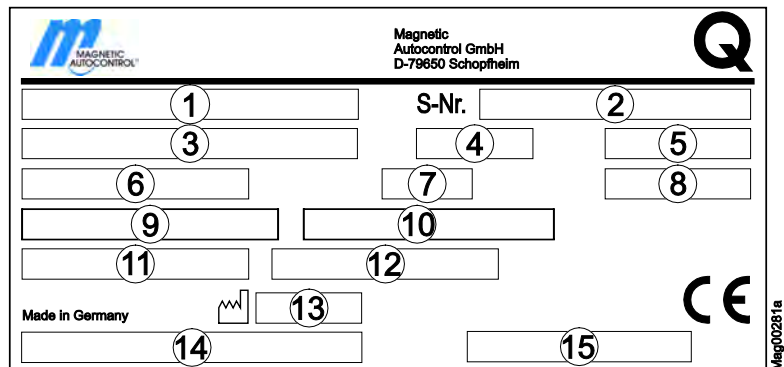 m MAGNETIC AUTOCONTROL
Magnetic
Autocontrol GmbH
D-79650 Schopfheim
Q
1
S-Nr. 2
3 4 5
6 7 8
9 10
11 12
Made in Germany 13
CE
14 15
Mag00281a